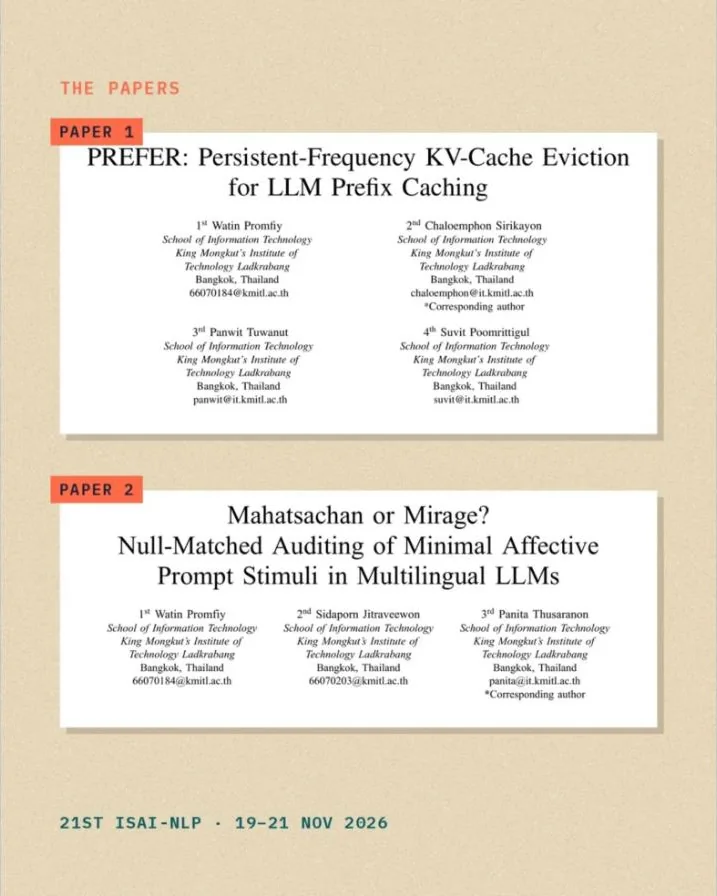 THE PAPERS
PAPER 1
PREFER: Persistent-Frequency KV-Cache Eviction
for LLM Prefix Caching
1st Watin Promfiy
School of Information Technology
King Mongkut's Institute of
Technology Ladkrabang
Bangkok, Thailand
66070184@kmitl.ac.th
2nd Chaloemphon Sirikayon
School of Information Technology
King Mongkut's Institute of
Technology Ladkrabang
Bangkok, Thailand
chaloemphon@it.kmitl.ac.th
*Corresponding author
3rd Panwit Tuwanut
School of Information Technology
King Mongkut's Institute of
Technology Ladkrabang
Bangkok, Thailand
panwit@it.kmitl.ac.th
4th Suvit Poomrittigul
School of Information Technology
King Mongkut's Institute of
Technology Ladkrabang
Bangkok, Thailand
suvit@it.kmitl.ac.th
PAPER 2
Mahatsachan or Mirage?
Null-Matched Auditing of Minimal Affective
Prompt Stimuli in Multilingual LLMs
1st Watin Promfiy
School of Information Technology
King Mongkut's Institute of
Technology Ladkrabang
Bangkok, Thailand
66070184@kmitl.ac.th
2nd Sidaporn Jitraveewon
School of Information Technology
King Mongkut's Institute of
Technology Ladkrabang
Bangkok, Thailand
66070203@kmitl.ac.th
3rd Panita Thusaranon
School of Information Technology
King Mongkut's Institute of
Technology Ladkrabang
Bangkok, Thailand
panita@it.kmitl.ac.th
*Corresponding author
21ST ISAI-NLP · 19–21 NOV 2026